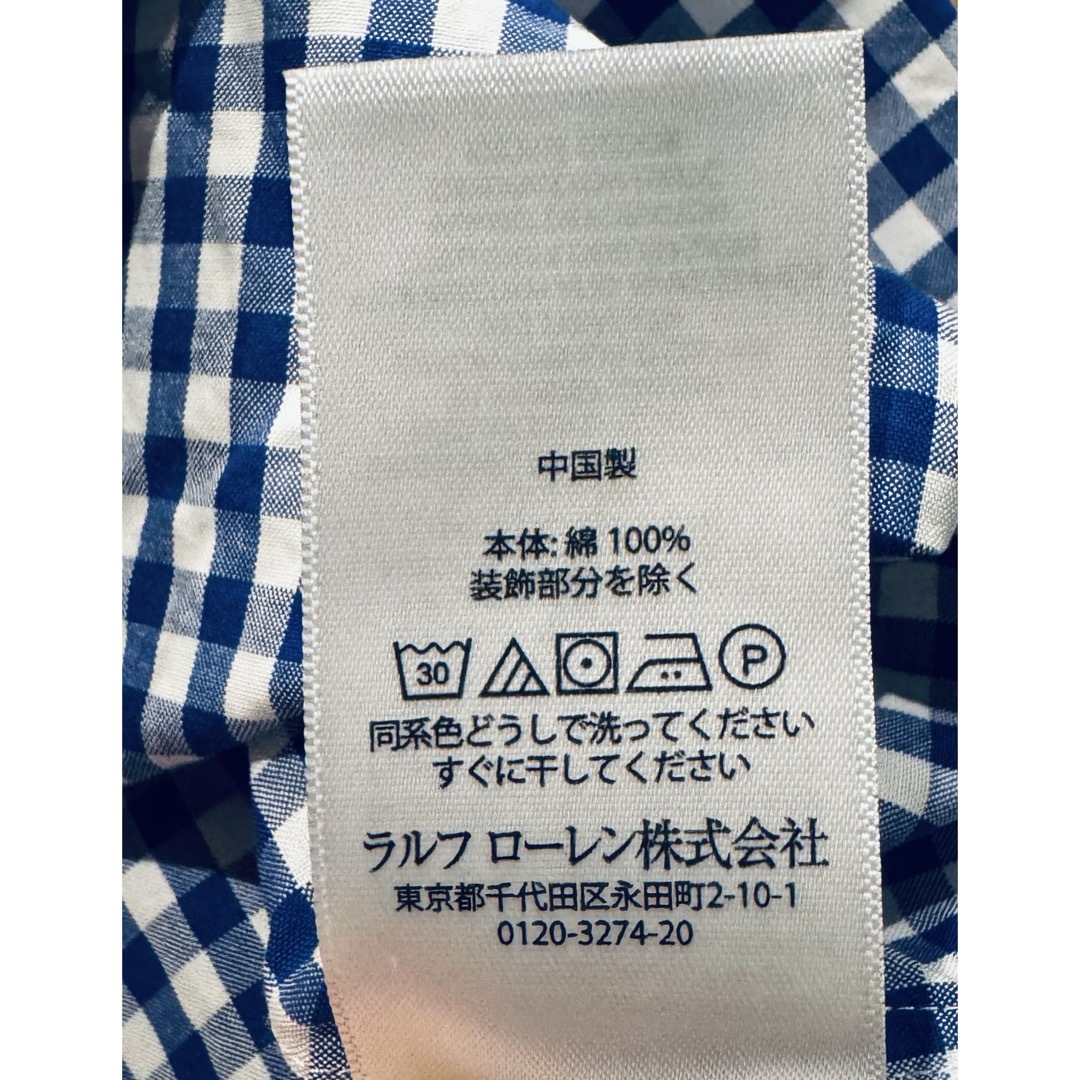 中国製
本体: 綿 100%
装飾部分を除く
30 P
同系色どうしで洗ってください
すぐに干してください
ラルフ ローレン株式会社
東京都千代田区永田町2-10-1
0120-3274-20